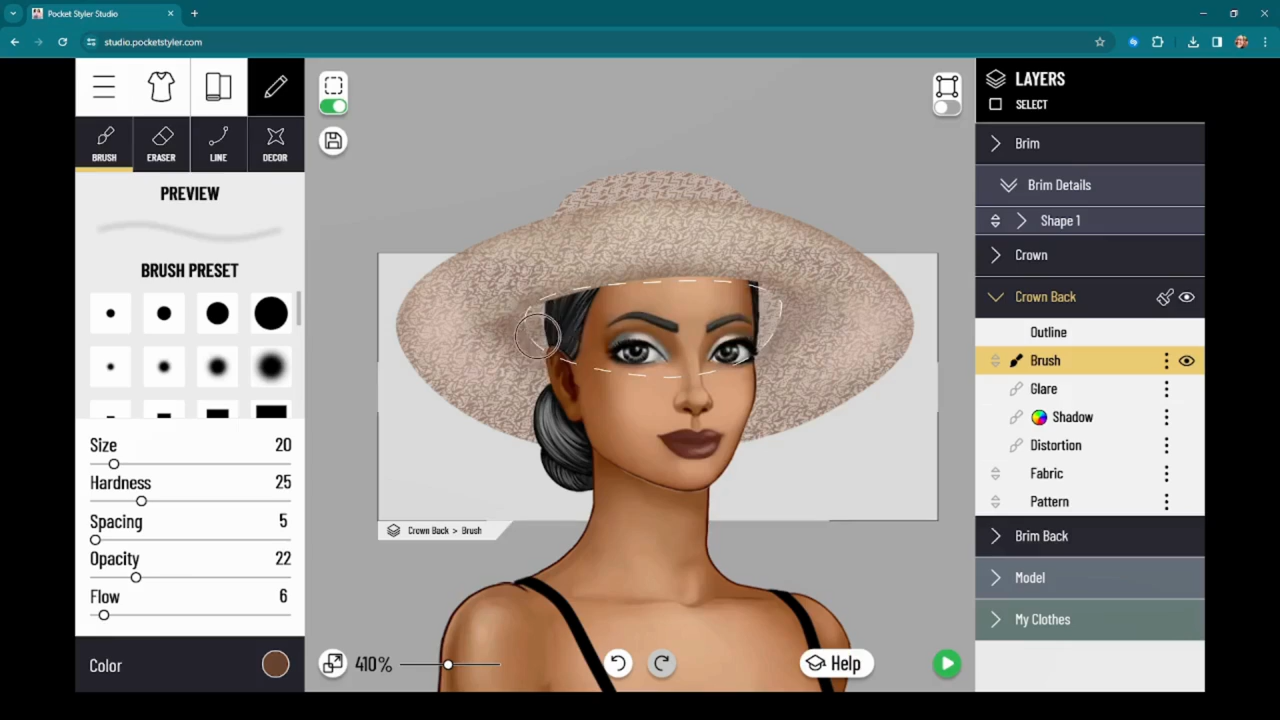 Pocket Styler Studio
studio.pocketstyler.com
BRUSH
ERASER
LINE
DECOR
PREVIEW
BRUSH PRESET
Size 20
Hardness 25
Spacing 5
Opacity 22
Flow 6
Color
Crown Back > Brush
410%
Help
LAYERS
SELECT
Brim
Brim Details
Shape 1
Crown
Crown Back
Outline
Brush
Glare
Shadow
Distortion
Fabric
Pattern
Brim Back
Model
My Clothes